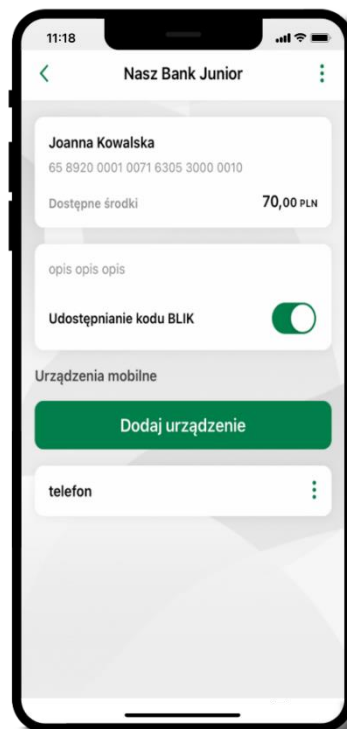 11:18
Nasz Bank Junior
Joanna Kowalska
65 8920 0001 0071 6305 3000 0010
Dostępne środki 70,00 PLN
opis opis opis
Udostępnianie kodu BLIK
Urządzenia mobilne
Dodaj urządzenie
telefon